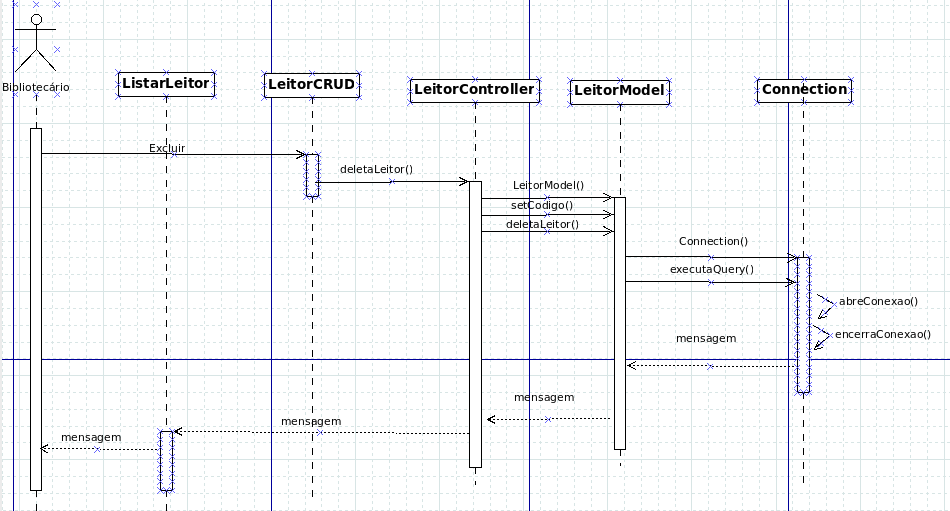 Bibliotecário
ListarLeitor
LeitorCRUD
LeitorController
LeitorModel
Connection
Excluir
deletaLeitor()
LeitorModel()
setCodigo()
deletaLeitor()
Connection()
executaQuery()
abreConexao()
encerraConexao()
mensagem
mensagem
mensagem
mensagem